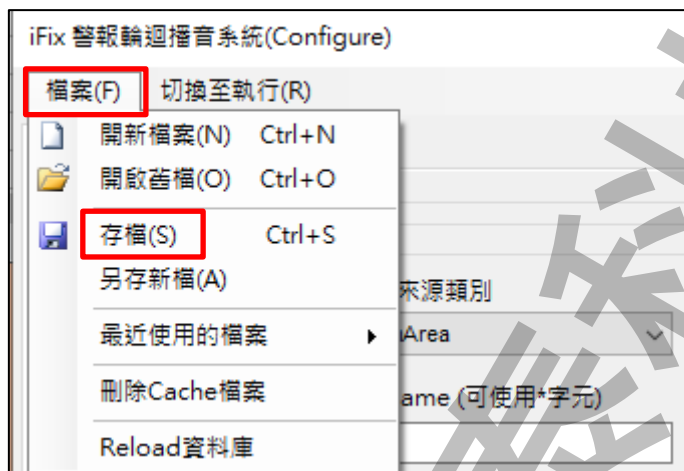 iFix 警報輪迴播音系統(Configure)
檔案(F) 切換至執行(R)
開新檔案(N) Ctrl+N
開啟舊檔(O) Ctrl+O
存檔(S) Ctrl+S
另存新檔(A)
來源類別
最近使用的檔案
Area
刪除Cache檔案
ame (可使用*字元)
Reload資料庫